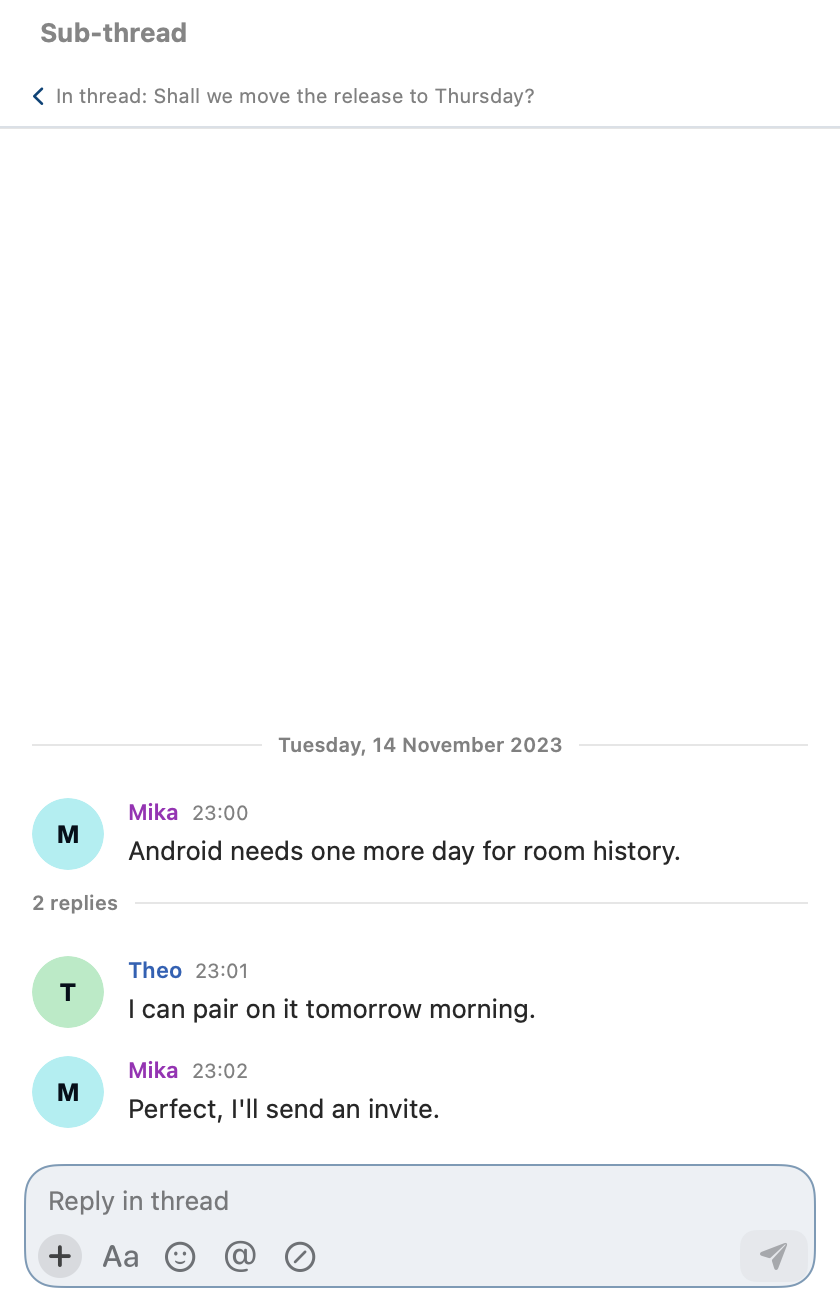 Sub-thread
In thread: Shall we move the release to Thursday?
Tuesday, 14 November 2023
M
Mika 23:00
Android needs one more day for room history.
2 replies
T
Theo 23:01
I can pair on it tomorrow morning.
M
Mika 23:02
Perfect, I'll send an invite.
Reply in thread
Aa @